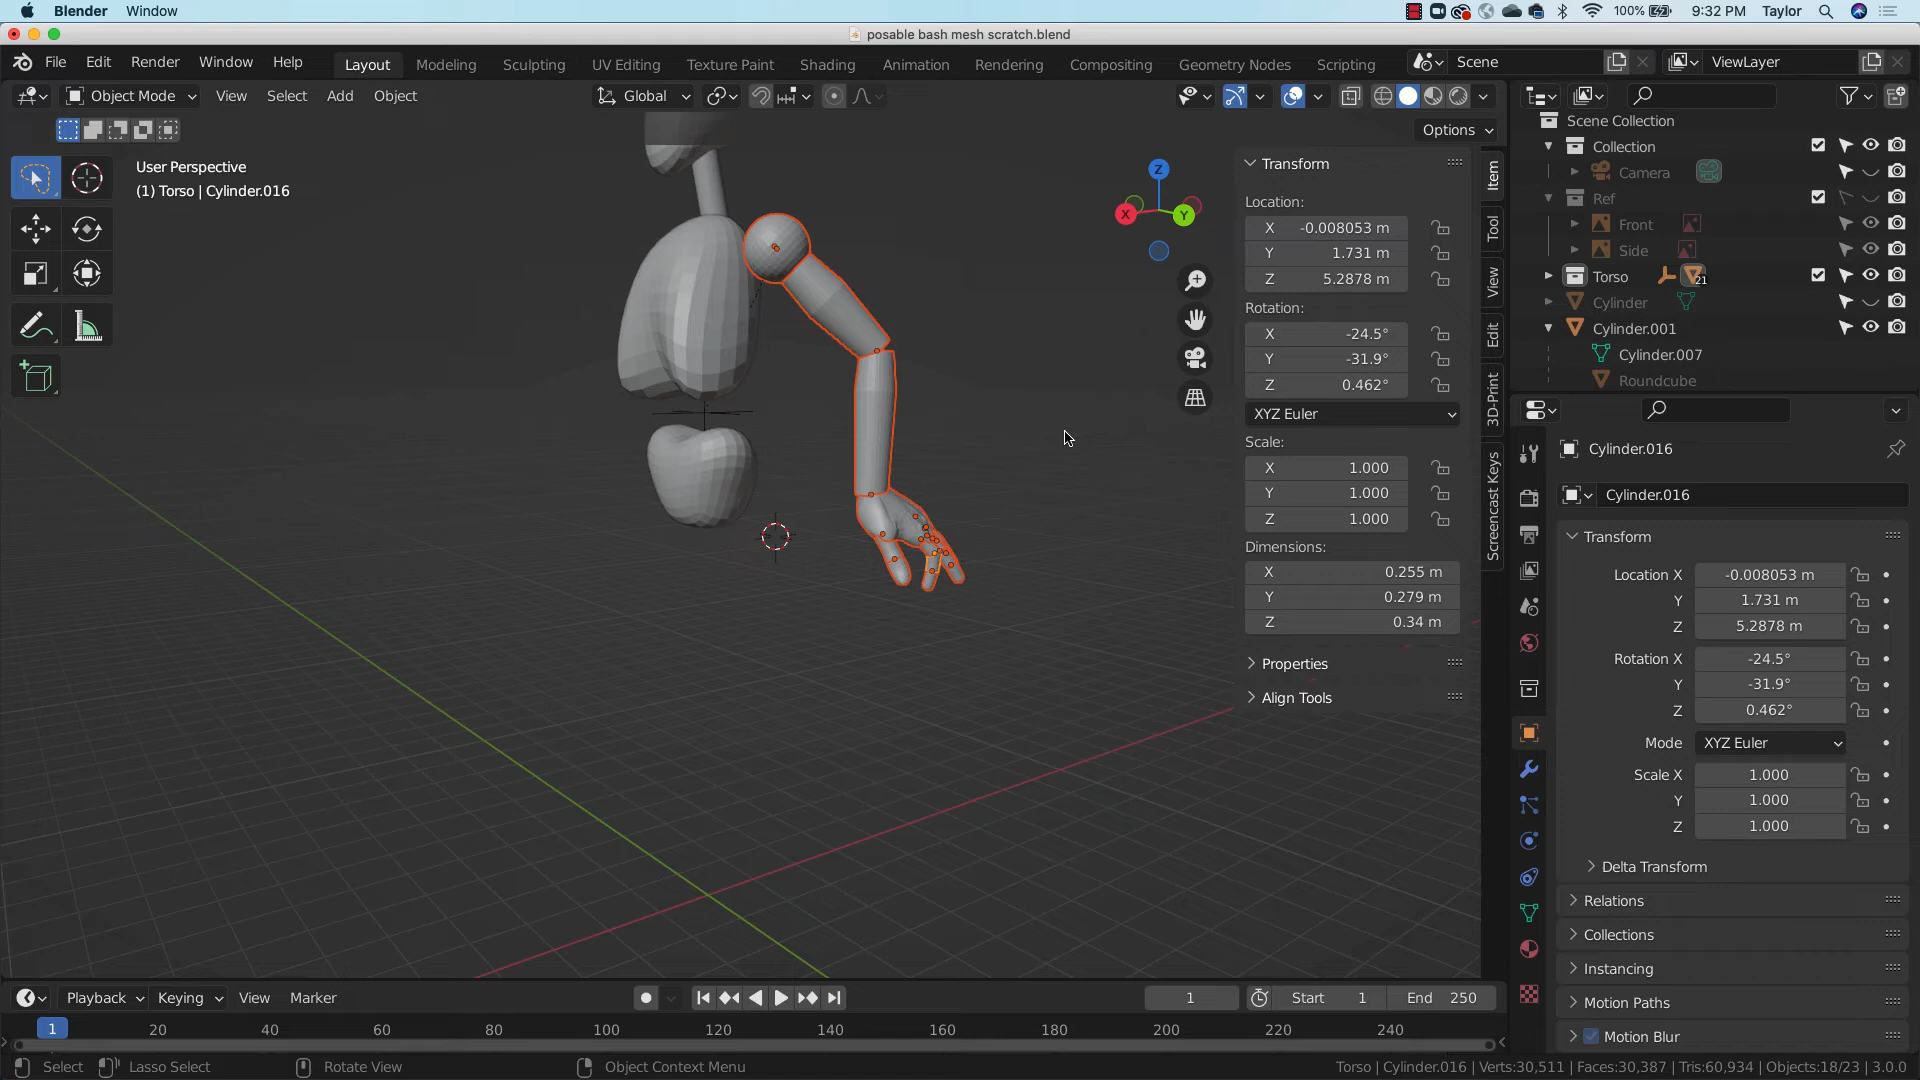 Blender Window 100% 9:32 PM Taylor
posable bash mesh scratch.blend
File Edit Render Window Help Layout Modeling Sculpting UV Editing Texture Paint Shading Animation Rendering Compositing Geometry Nodes Scripting Scene ViewLayer
Object Mode View Select Add Object Global
Options
User Perspective
(1) Torso | Cylinder.016
Z
X
Y
Transform
Location:
X -0.008053 m
Y 1.731 m
Z 5.2878 m
Rotation:
X -24.5°
Y -31.9°
Z 0.462°
XYZ Euler
Scale:
X 1.000
Y 1.000
Z 1.000
Dimensions:
X 0.255 m
Y 0.279 m
Z 0.34 m
Properties
Align Tools
Item
Tool
View
Edit
3D-Print
Screencast Keys
Scene Collection
Collection
Camera
Ref
Front
Side
Torso 21
Cylinder
Cylinder.001
Cylinder.007
Roundcube
Cylinder.016
Cylinder.016
Transform
Location X -0.008053 m
Y 1.731 m
Z 5.2878 m
Rotation X -24.5°
Y -31.9°
Z 0.462°
Mode XYZ Euler
Scale X 1.000
Y 1.000
Z 1.000
Delta Transform
Relations
Collections
Instancing
Motion Paths
Motion Blur
Playback Keying View Marker 1 Start 1 End 250
1 20 40 60 80 100 120 140 160 180 200 220 240
Select Lasso Select Rotate View Object Context Menu Torso | Cylinder.016 | Verts:30,511 | Faces:30,387 | Tris:60,934 | Objects:18/23 | 3.0.0